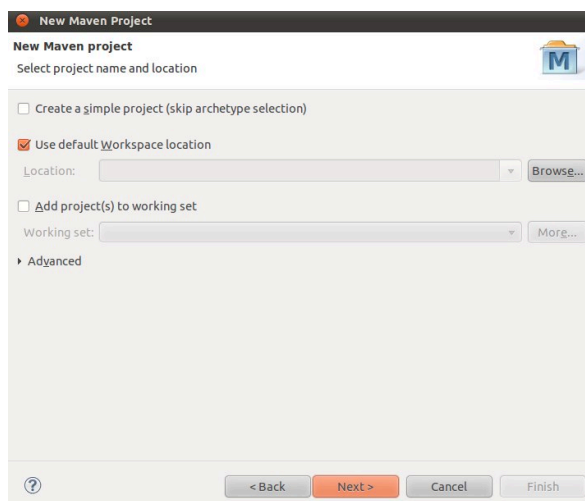 New Maven Project
New Maven project
Select project name and location
M
Create a simple project (skip archetype selection)
Use default Workspace location
Location:
Browse...
Add project(s) to working set
Working set:
More...
Advanced
?
< Back
Next >
Cancel
Finish